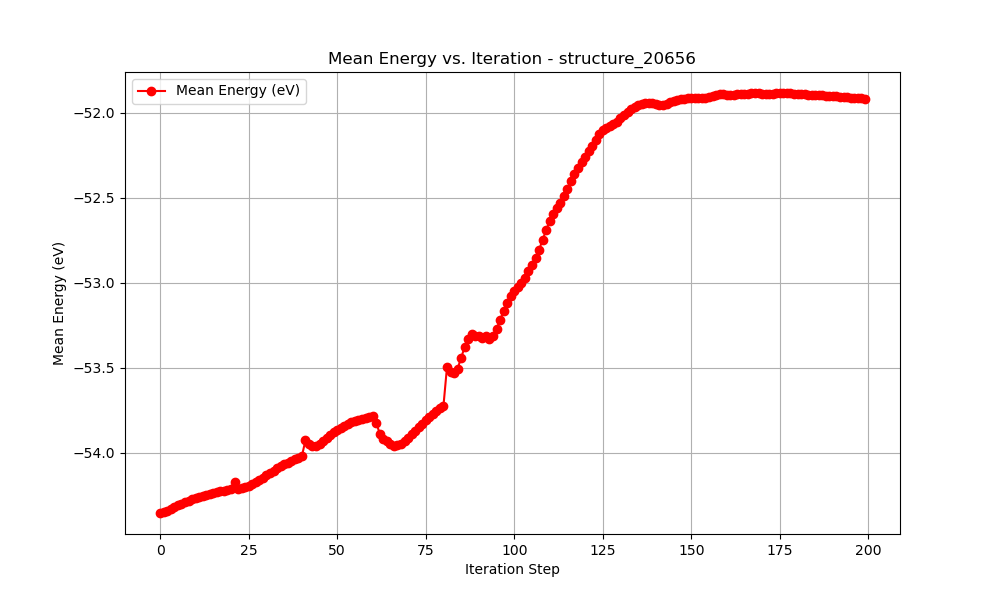 Mean Energy vs. Iteration - structure_20656
Mean Energy (eV)
−52.0
−52.5
−53.0
−53.5
−54.0
Mean Energy (eV)
0 25 50 75 100 125 150 175 200
Iteration Step